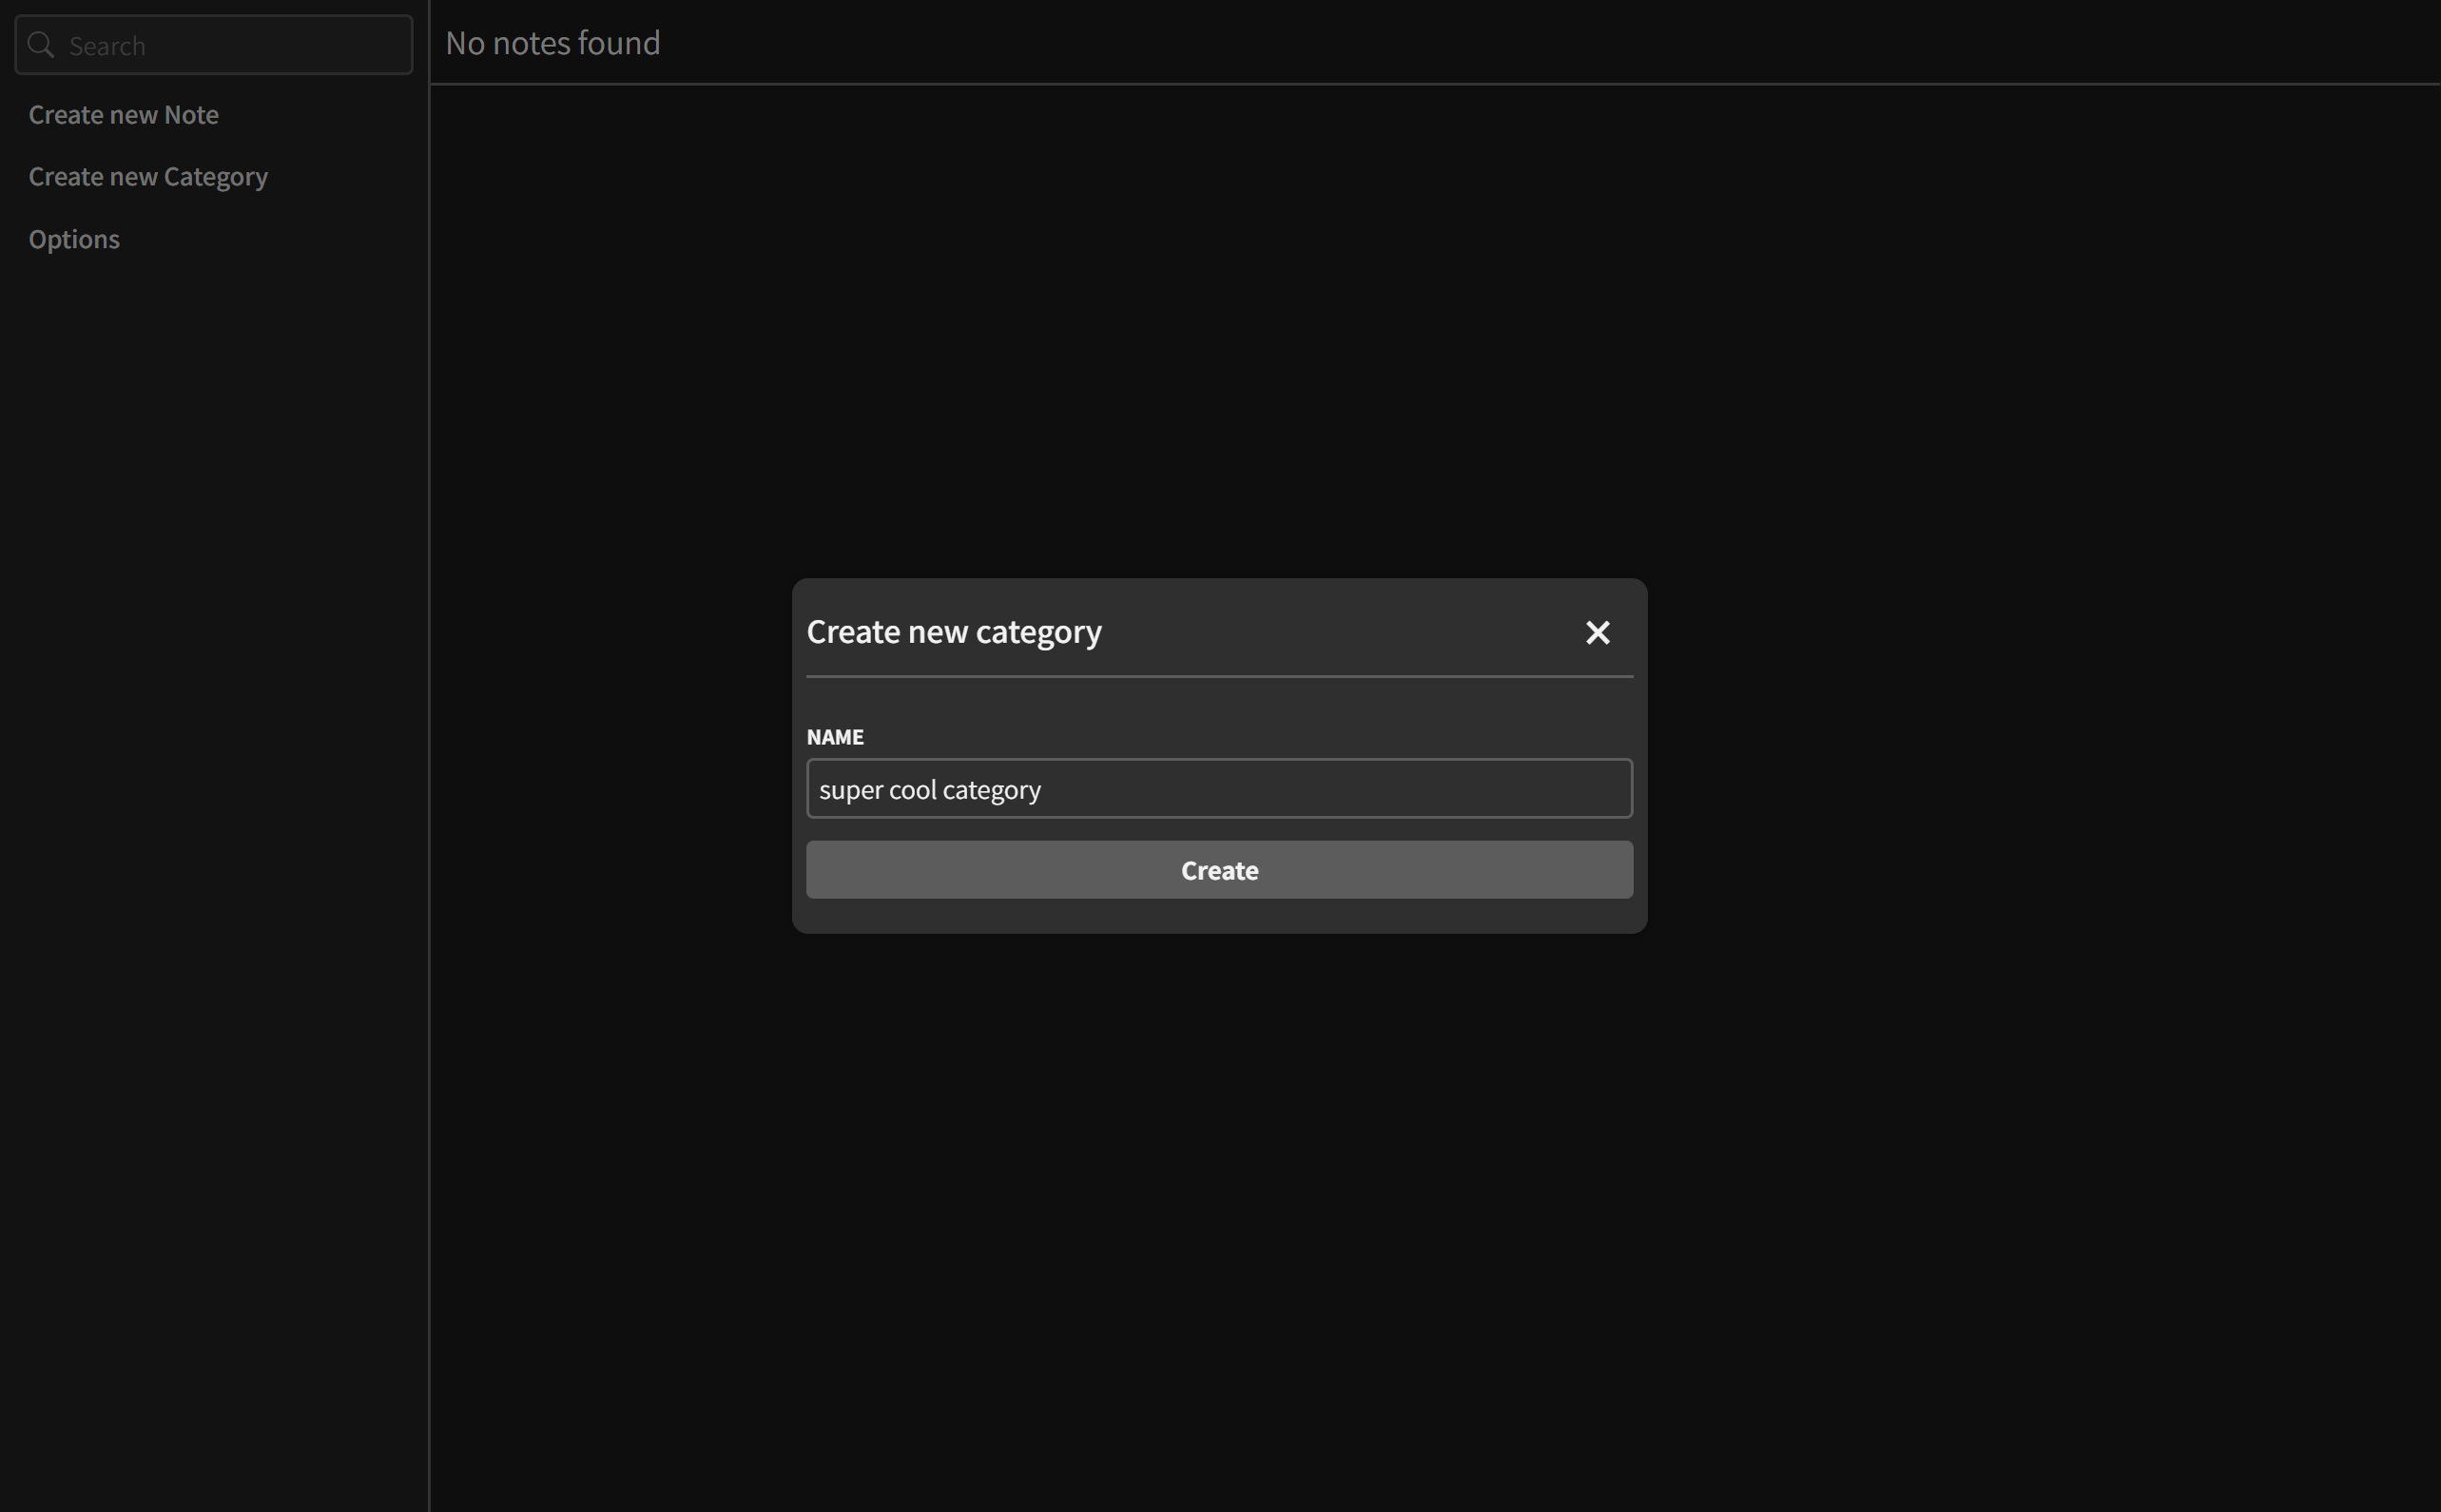 Search
No notes found
Create new Note
Create new Category
Options
Create new category
NAME
super cool category
Create